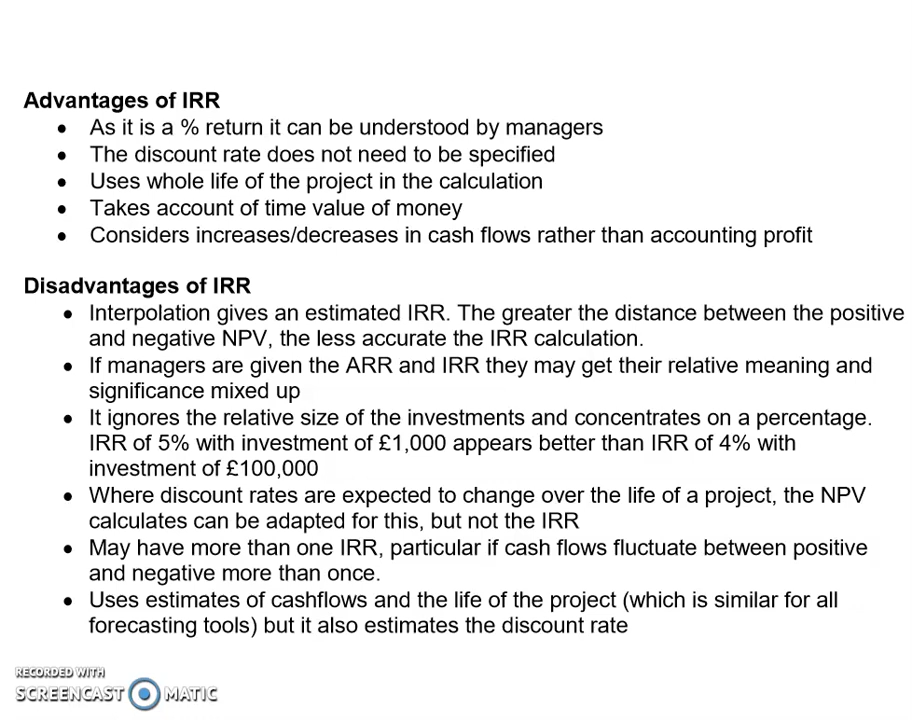 Advantages of IRR
• As it is a % return it can be understood by managers
• The discount rate does not need to be specified
• Uses whole life of the project in the calculation
• Takes account of time value of money
• Considers increases/decreases in cash flows rather than accounting profit
Disadvantages of IRR
• Interpolation gives an estimated IRR. The greater the distance between the positive
and negative NPV, the less accurate the IRR calculation.
• If managers are given the ARR and IRR they may get their relative meaning and
significance mixed up
• It ignores the relative size of the investments and concentrates on a percentage.
IRR of 5% with investment of £1,000 appears better than IRR of 4% with
investment of £100,000
• Where discount rates are expected to change over the life of a project, the NPV
calculates can be adapted for this, but not the IRR
• May have more than one IRR, particular if cash flows fluctuate between positive
and negative more than once.
• Uses estimates of cashflows and the life of the project (which is similar for all
forecasting tools) but it also estimates the discount rate
RECORDED WITH
SCREENCAST MATIC